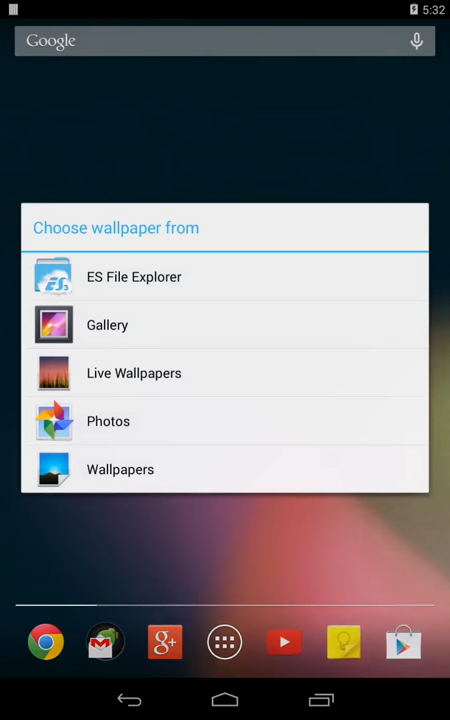 5:32
Google
Choose wallpaper from
ES File Explorer
Gallery
Live Wallpapers
Photos
Wallpapers
g+